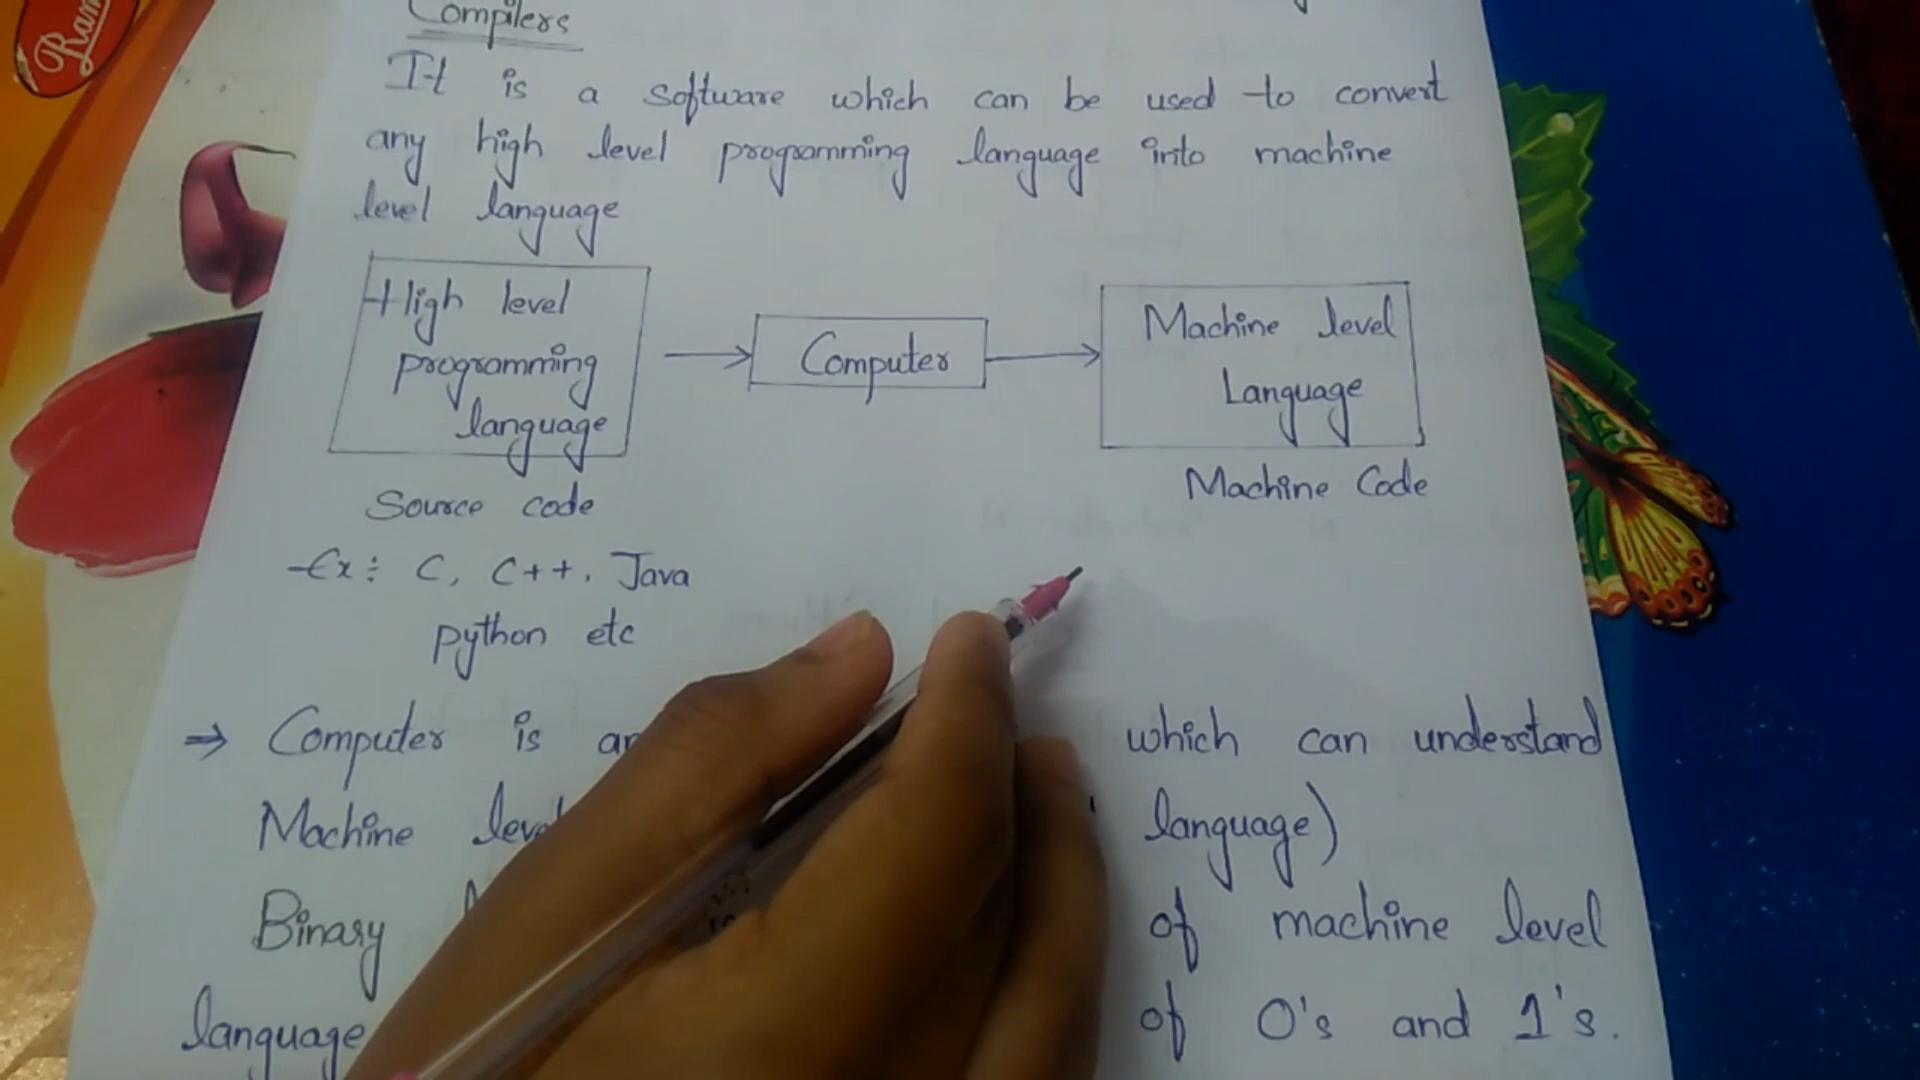 Compilers
It is a software which can be used to convert
any high level programming language into machine
level language
High level
programming
language
Computer
Machine level
Language
Source code
Machine Code
Ex: C, C++, Java
python etc
⇒ Computer is an which can understand
Machine level language)
Binary of machine level
language of 0's and 1's.